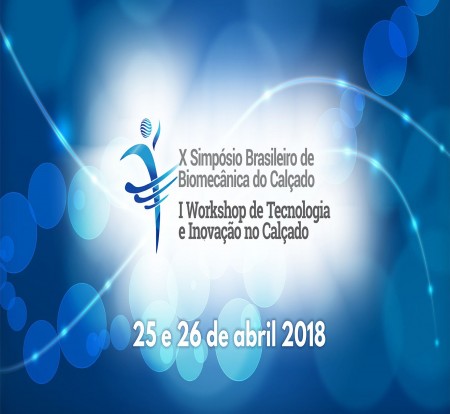 X Simpósio Brasileiro de
Biomecânica do Calçado
I Workshop de Tecnologia
e Inovação no Calçado
25 e 26 de abril 2018